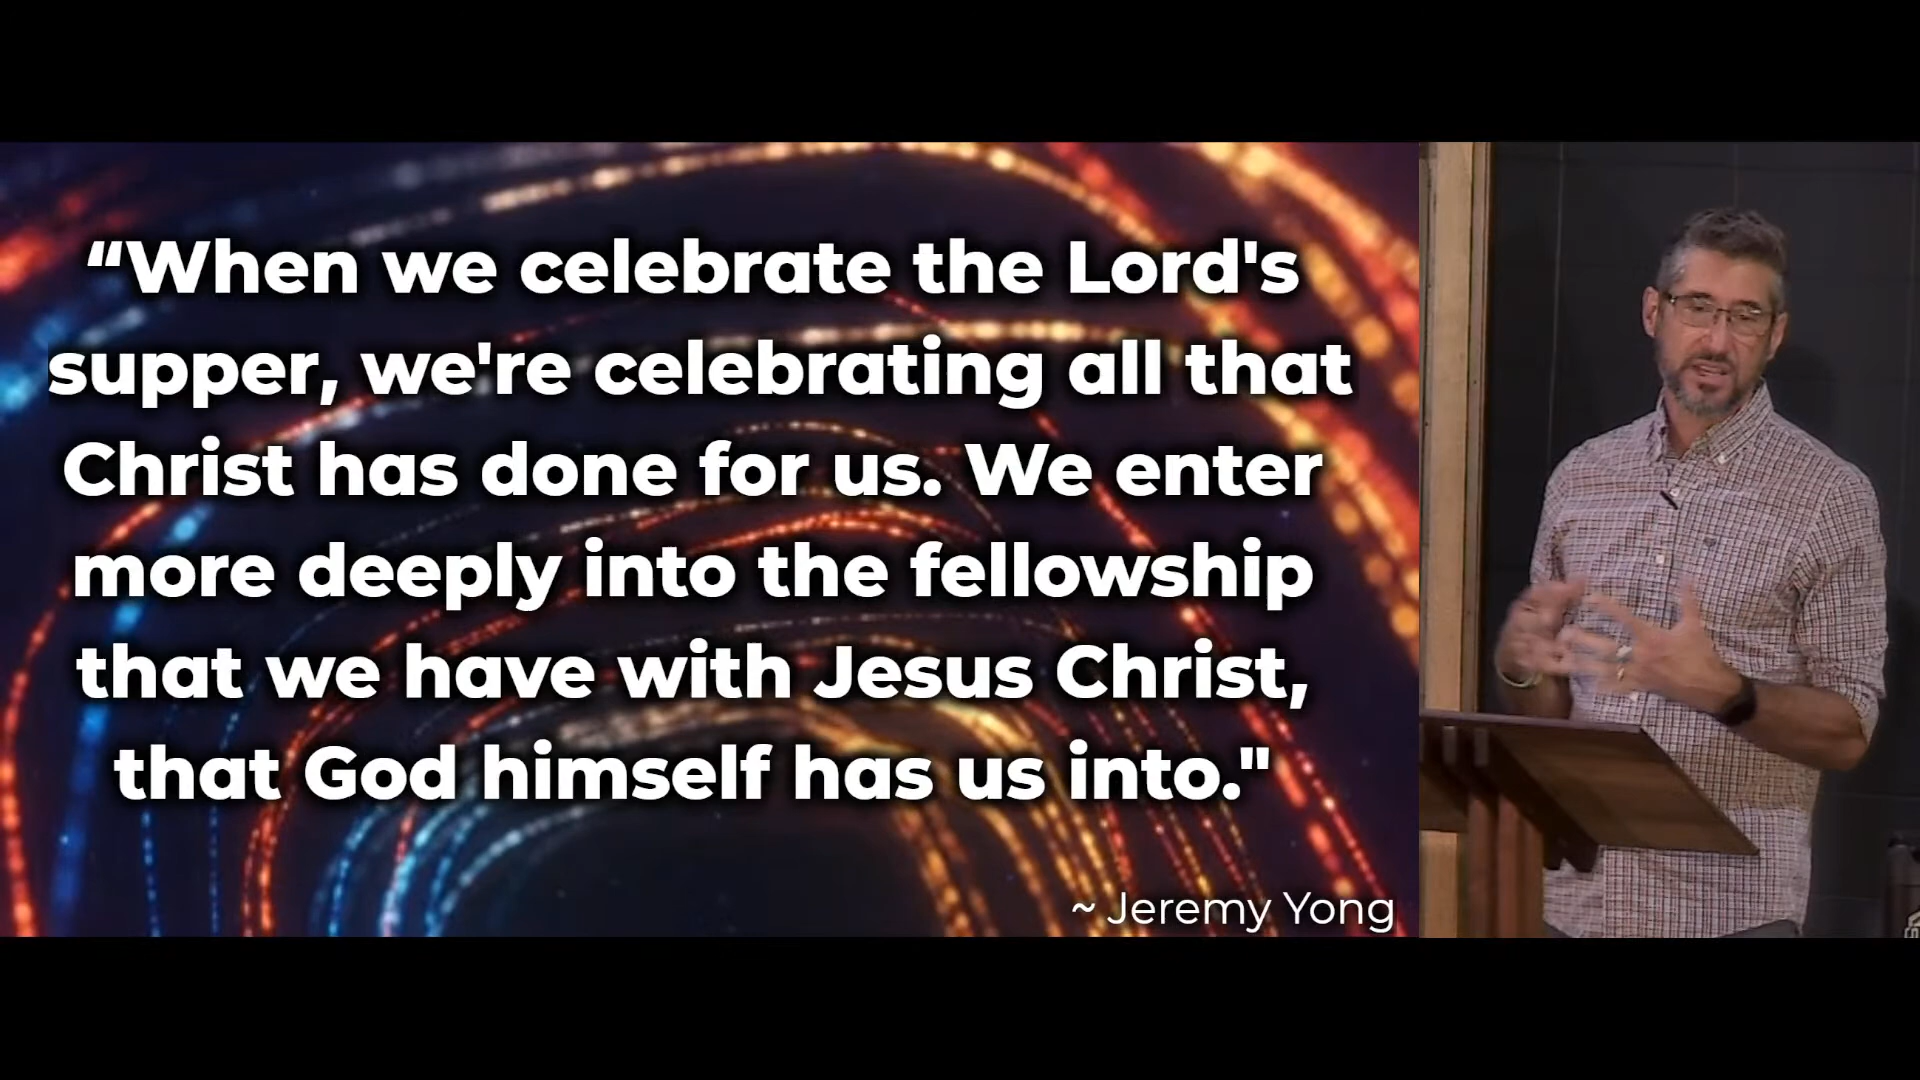 “When we celebrate the Lord's
supper, we're celebrating all that
Christ has done for us. We enter
more deeply into the fellowship
that we have with Jesus Christ,
that God himself has us into."
~ Jeremy Yong